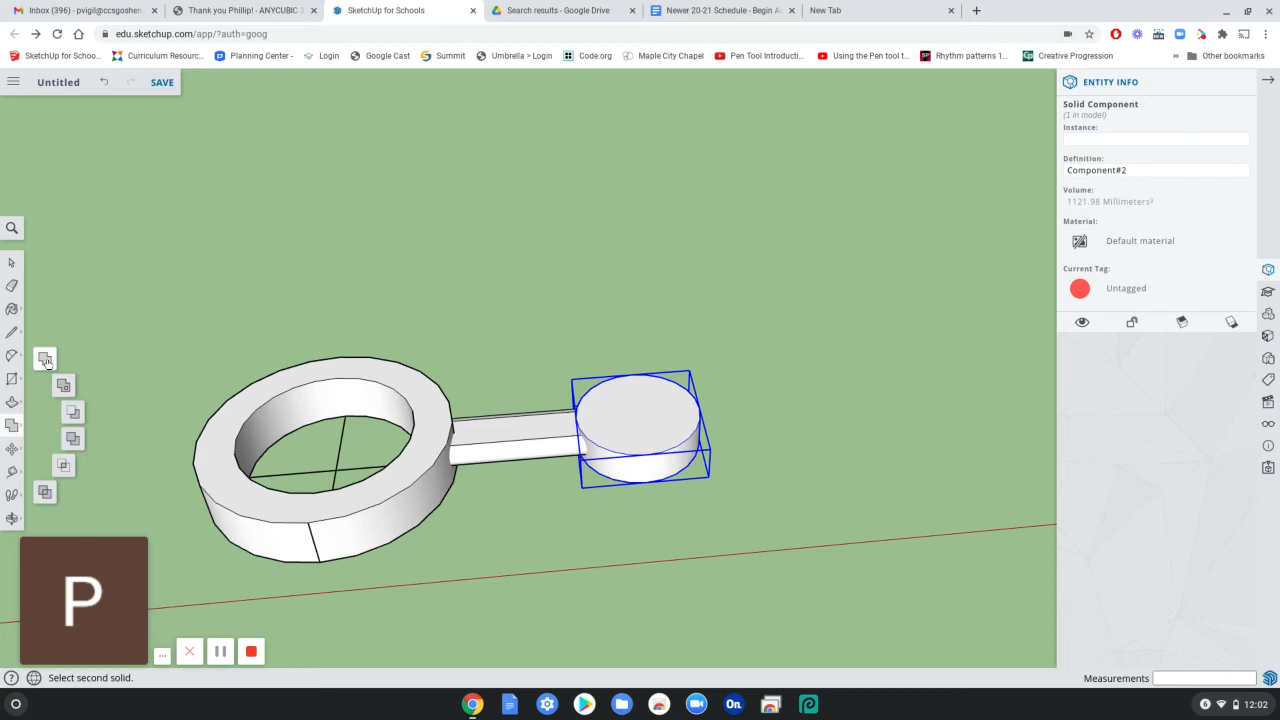 Inbox (396) - pvigil@ccsgoshen
Thank you Phillip! - ANYCUBIC 3
SketchUp for Schools
Search results - Google Drive
Newer 20-21 Schedule - Begin A
New Tab
edu.sketchup.com/app/?auth=goog
SketchUp for Schoo...
Curriculum Resourc...
Planning Center -
Login
Google Cast
Summit
Umbrella > Login
Code.org
Maple City Chapel
Pen Tool Introducti...
Using the Pen tool t...
Rhythm patterns 1...
Creative Progression
»
Other bookmarks
Untitled
SAVE
ENTITY INFO
Solid Component
(1 in model)
Instance:
Definition:
Component#2
Volume:
1121.98 Millimeters³
Material:
Default material
Current Tag:
Untagged
P
...
Select second solid.
Measurements
On
6
12:02